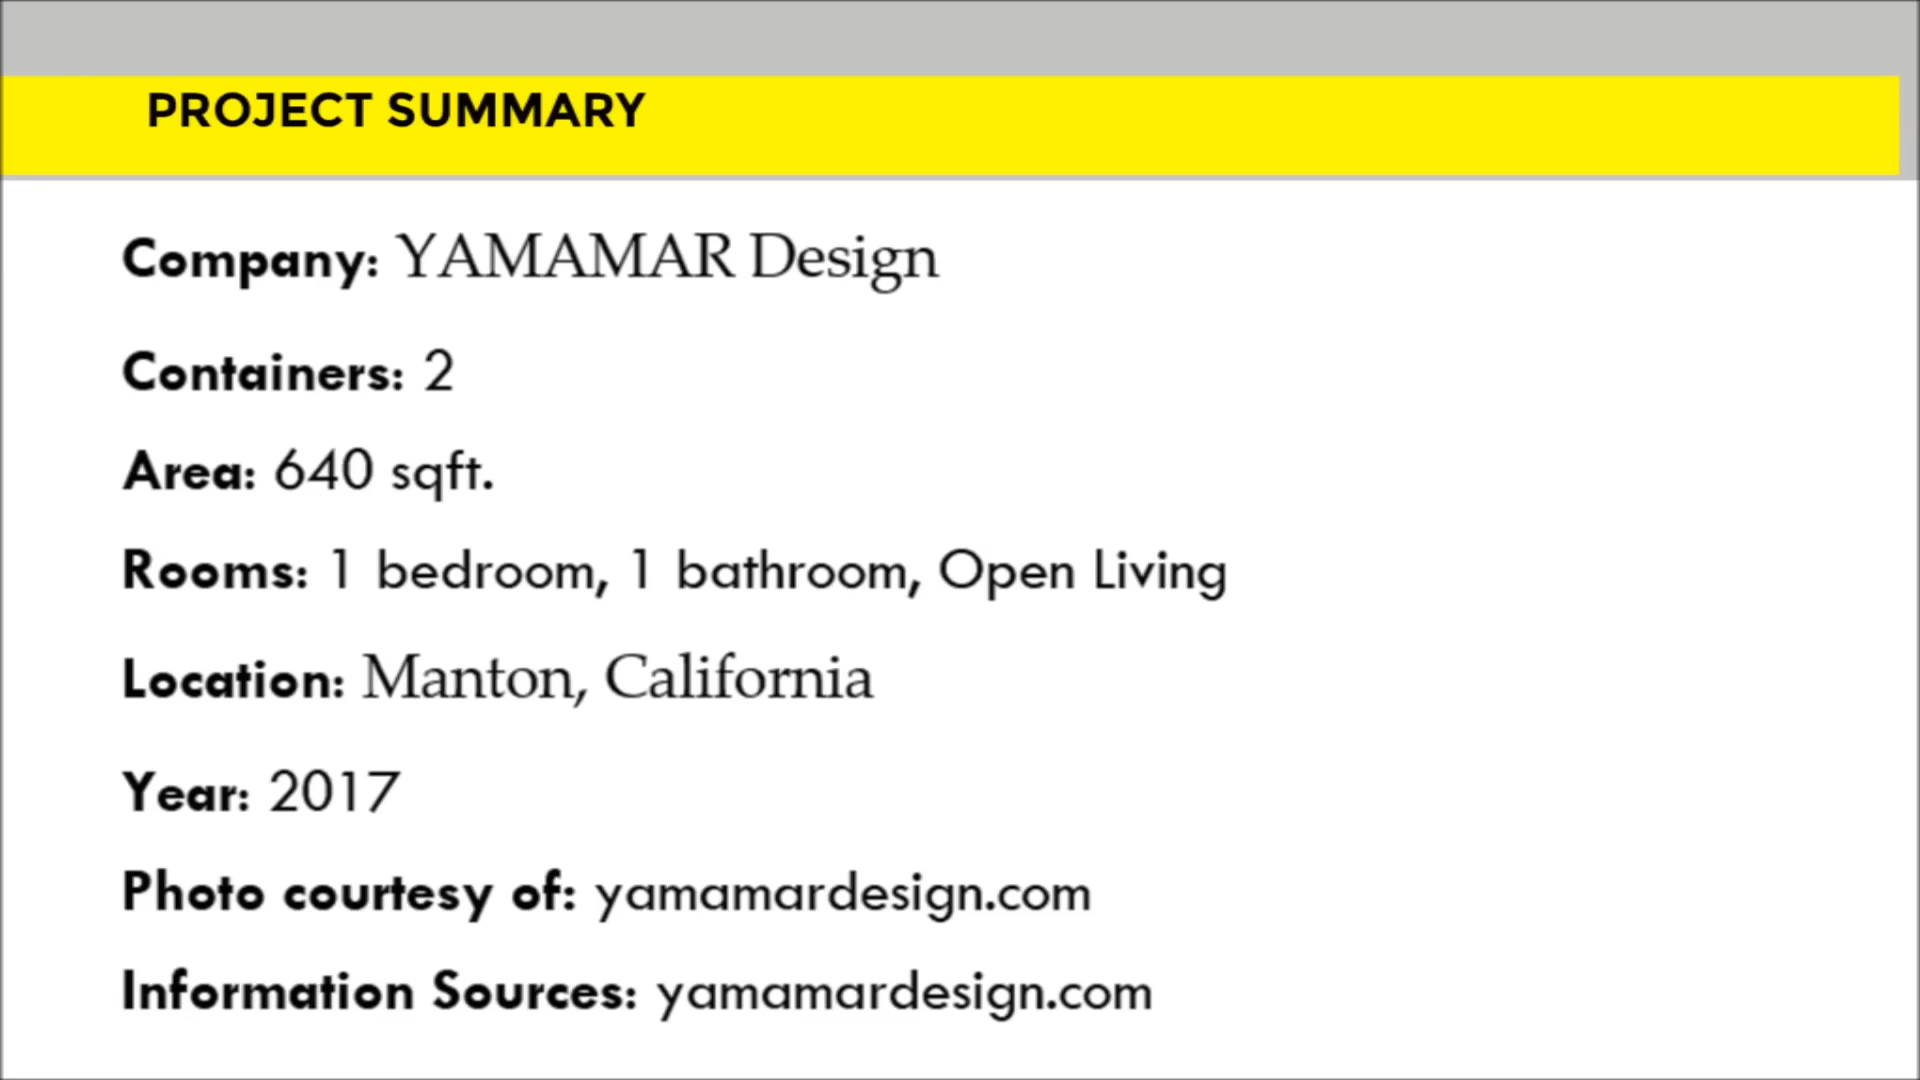 PROJECT SUMMARY
Company: YAMAMAR Design
Containers: 2
Area: 640 sqft.
Rooms: 1 bedroom, 1 bathroom, Open Living
Location: Manton, California
Year: 2017
Photo courtesy of: yamamardesign.com
Information Sources: yamamardesign.com